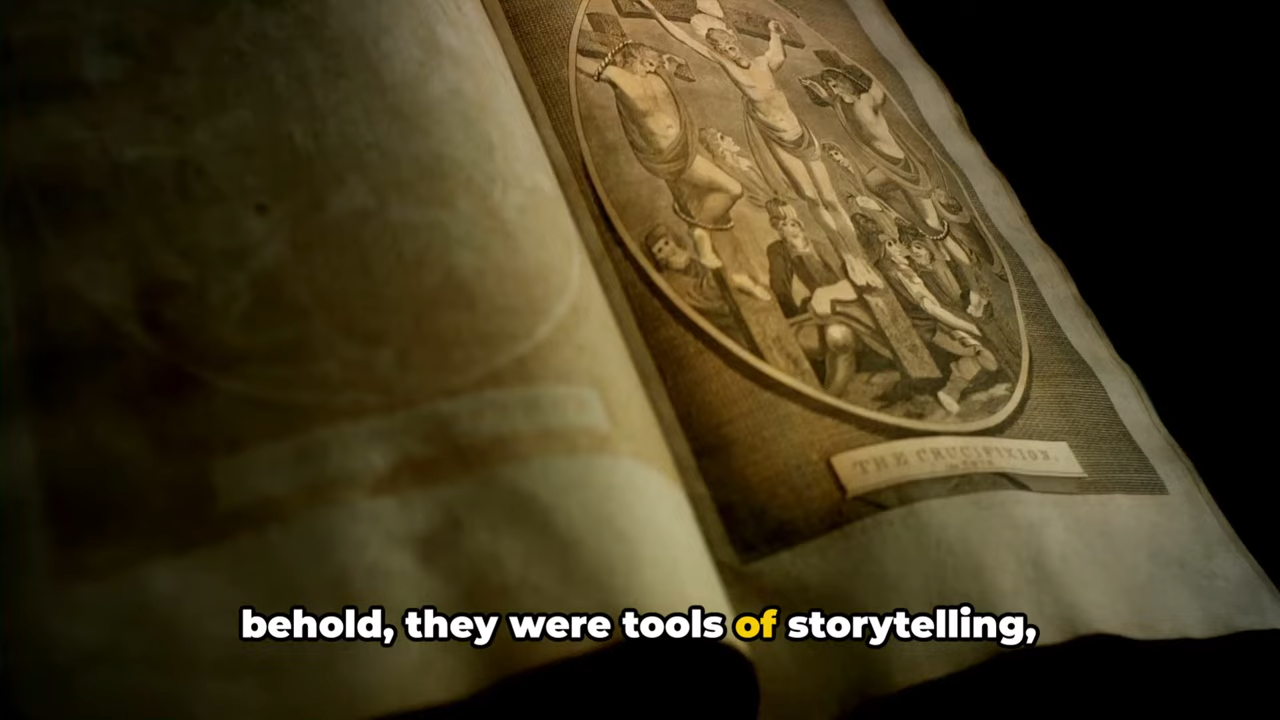 THE CRUCIFIXION.
behold, they were tools of storytelling,